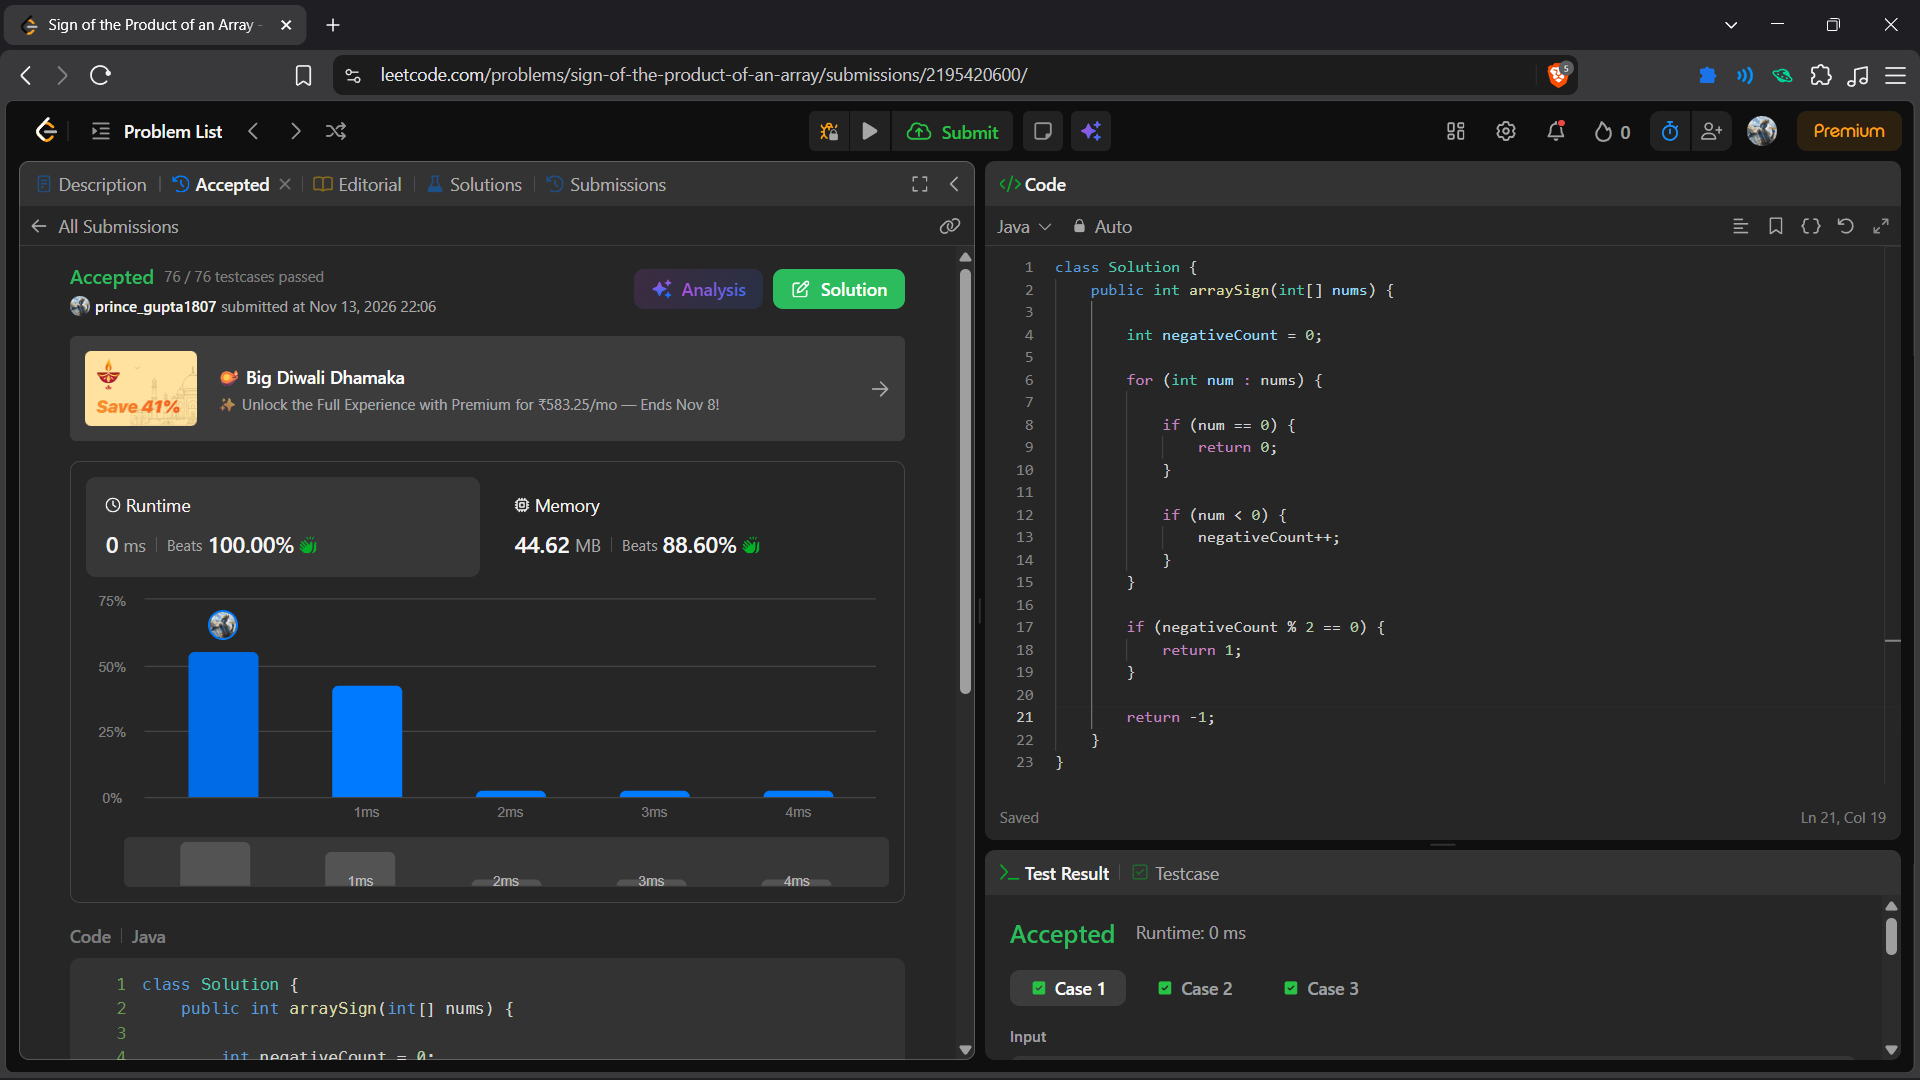 Sign of the Product of an Array -
leetcode.com/problems/sign-of-the-product-of-an-array/submissions/2195420600/
5
Problem List
Submit
0
Premium
Description
Accepted
Editorial
Solutions
Submissions
All Submissions
Accepted 76 / 76 testcases passed
prince_gupta1807 submitted at Nov 13, 2026 22:06
Analysis
Solution
Save 41%
Big Diwali Dhamaka
Unlock the Full Experience with Premium for ₹583.25/mo — Ends Nov 8!
Runtime
0 ms Beats 100.00%
Memory
44.62 MB Beats 88.60%
75%
50%
25%
0%
1ms 2ms 3ms 4ms
1ms 2ms 3ms 4ms
Code Java
1 class Solution {
2 public int arraySign(int[] nums) {
3
4 int negativeCount = 0;
</> Code
Java Auto
1 class Solution {
2 public int arraySign(int[] nums) {
3
4 int negativeCount = 0;
5
6 for (int num : nums) {
7
8 if (num == 0) {
9 return 0;
10 }
11
12 if (num < 0) {
13 negativeCount++;
14 }
15 }
16
17 if (negativeCount % 2 == 0) {
18 return 1;
19 }
20
21 return -1;
22 }
23 }
Saved
Ln 21, Col 19
Test Result
Testcase
Accepted Runtime: 0 ms
Case 1
Case 2
Case 3
Input